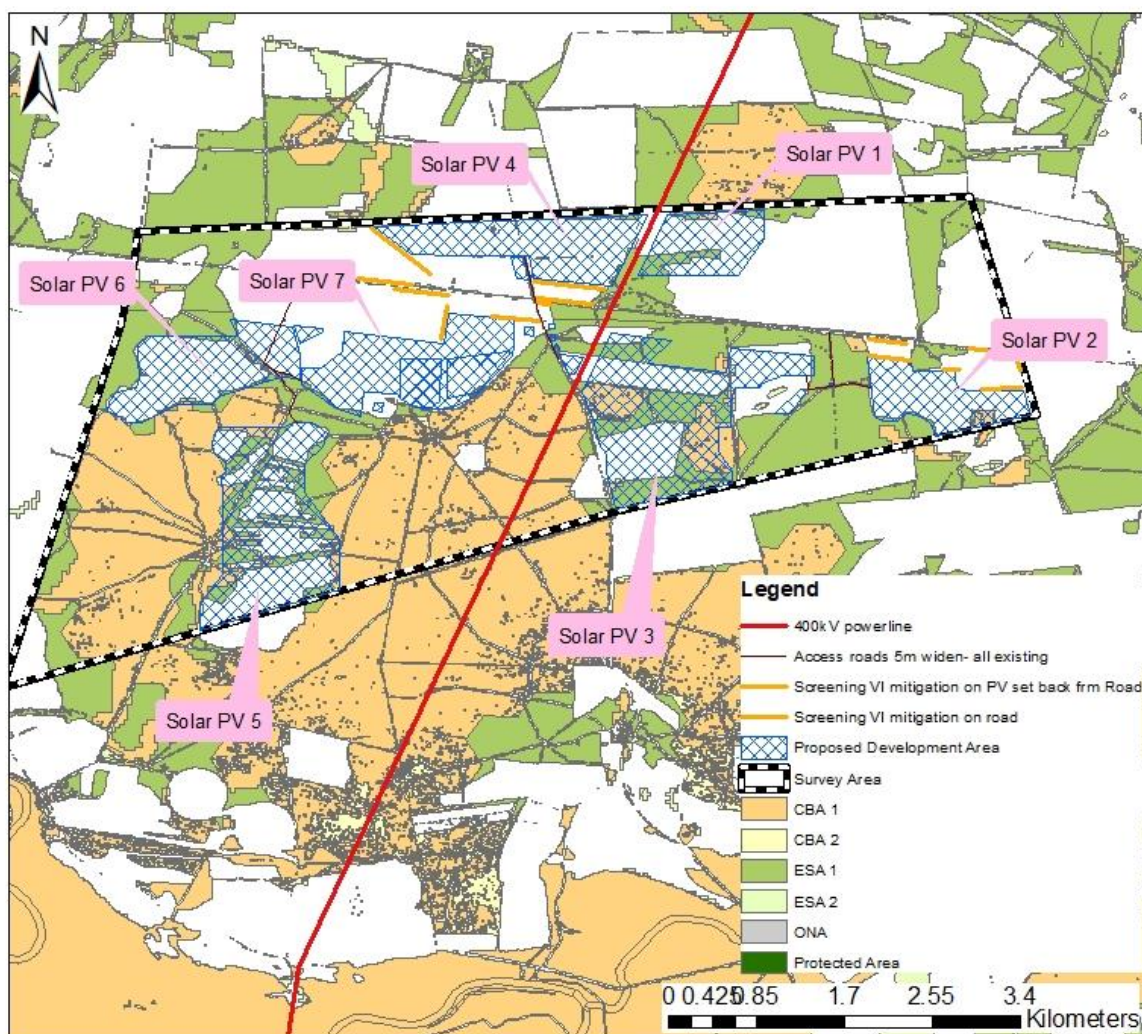 N
Solar PV 4
Solar PV 1
Solar PV 6
Solar PV 7
Solar PV 2
Solar PV 3
Solar PV 5
Legend
400kV powerline
Access roads 5m widen- all existing
Screening VI mitigation on PV set back frm Road
Screening VI mitigation on road
Proposed Development Area
Survey Area
CBA 1
CBA 2
ESA 1
ESA 2
ONA
Protected Area
0 0.425 0.85 1.7 2.55 3.4
Kilometers